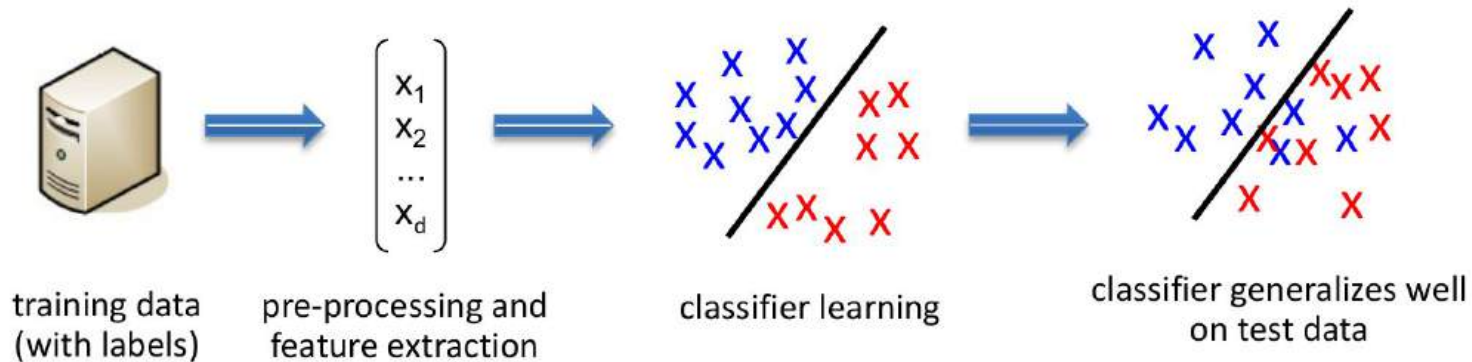 x1
x2
...
xd
training data
(with labels)
pre-processing and
feature extraction
classifier learning
classifier generalizes well
on test data